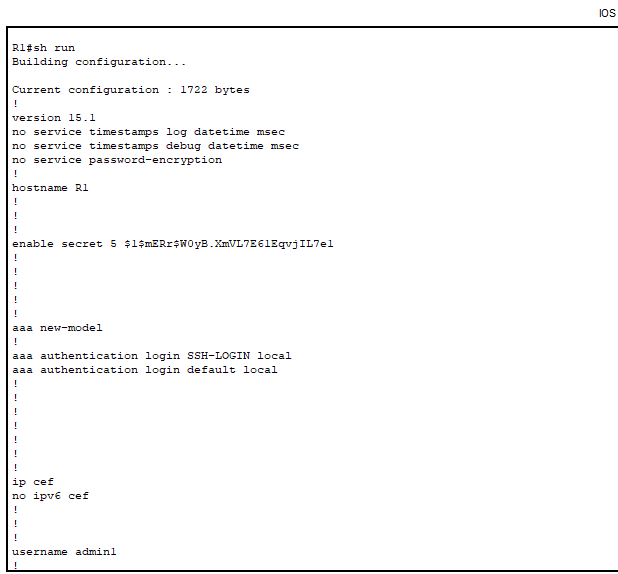 IOS
R1#sh run
Building configuration...
Current configuration : 1722 bytes
!
version 15.1
no service timestamps log datetime msec
no service timestamps debug datetime msec
no service password-encryption
!
hostname R1
!
!
!
enable secret 5 $1$mERr$W0yB.XmVL7E61EqvjIL7e1
!
!
!
!
!
aaa new-model
!
aaa authentication login SSH-LOGIN local
aaa authentication login default local
!
!
!
!
!
!
!
ip cef
no ipv6 cef
!
!
!
username admin1
!